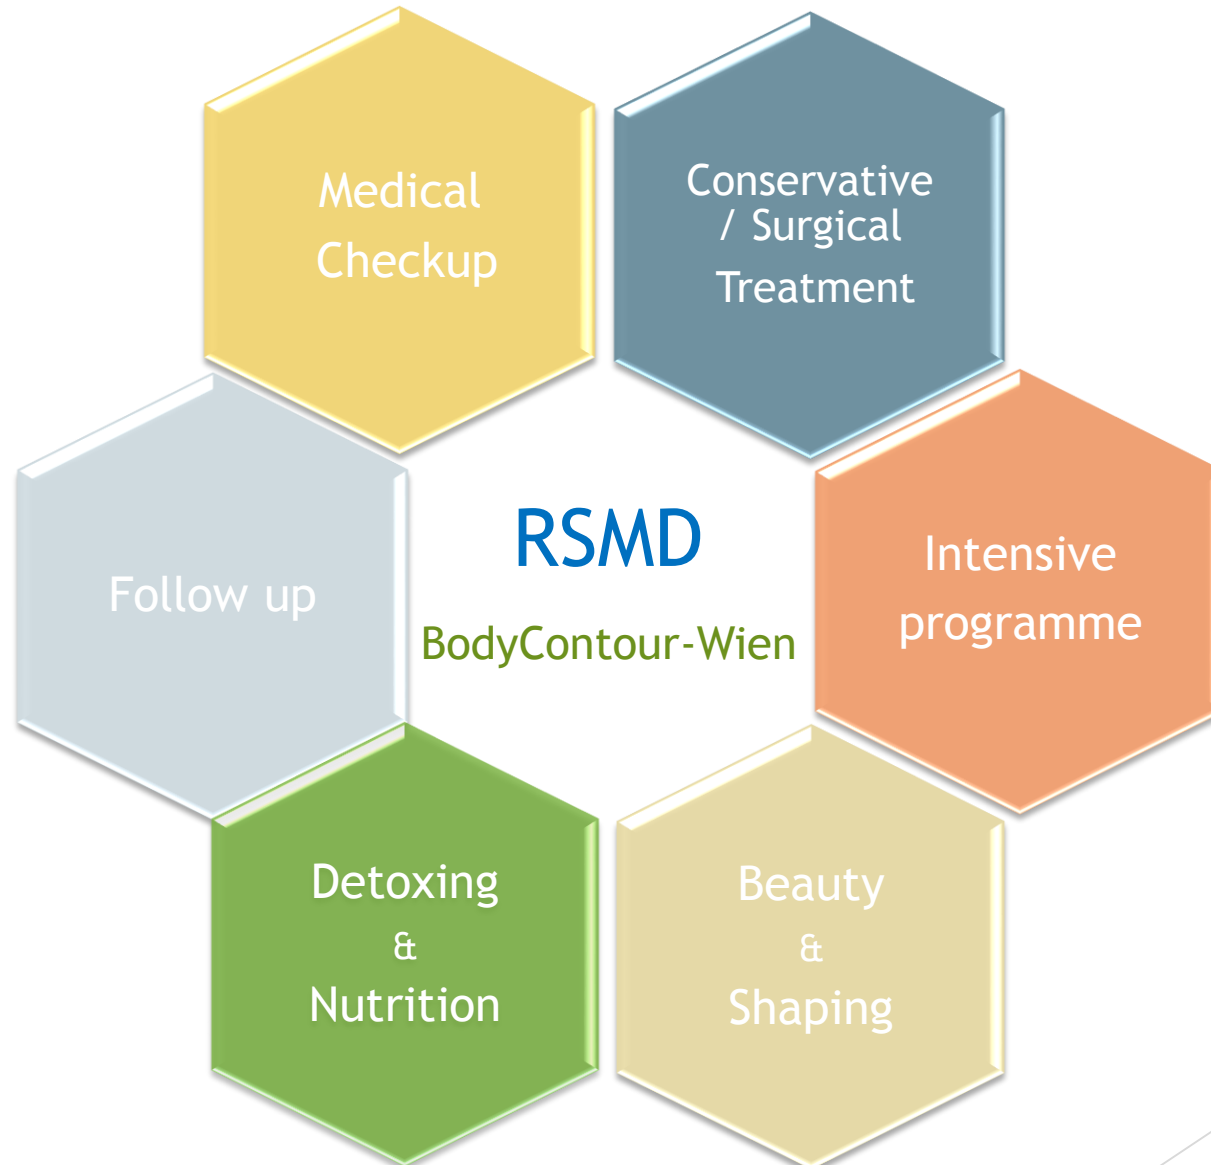 Medical
Checkup
Conservative
/ Surgical
Treatment
RSMD
BodyContour-Wien
Intensive
programme
Follow up
Detoxing
&
Nutrition
Beauty
&
Shaping